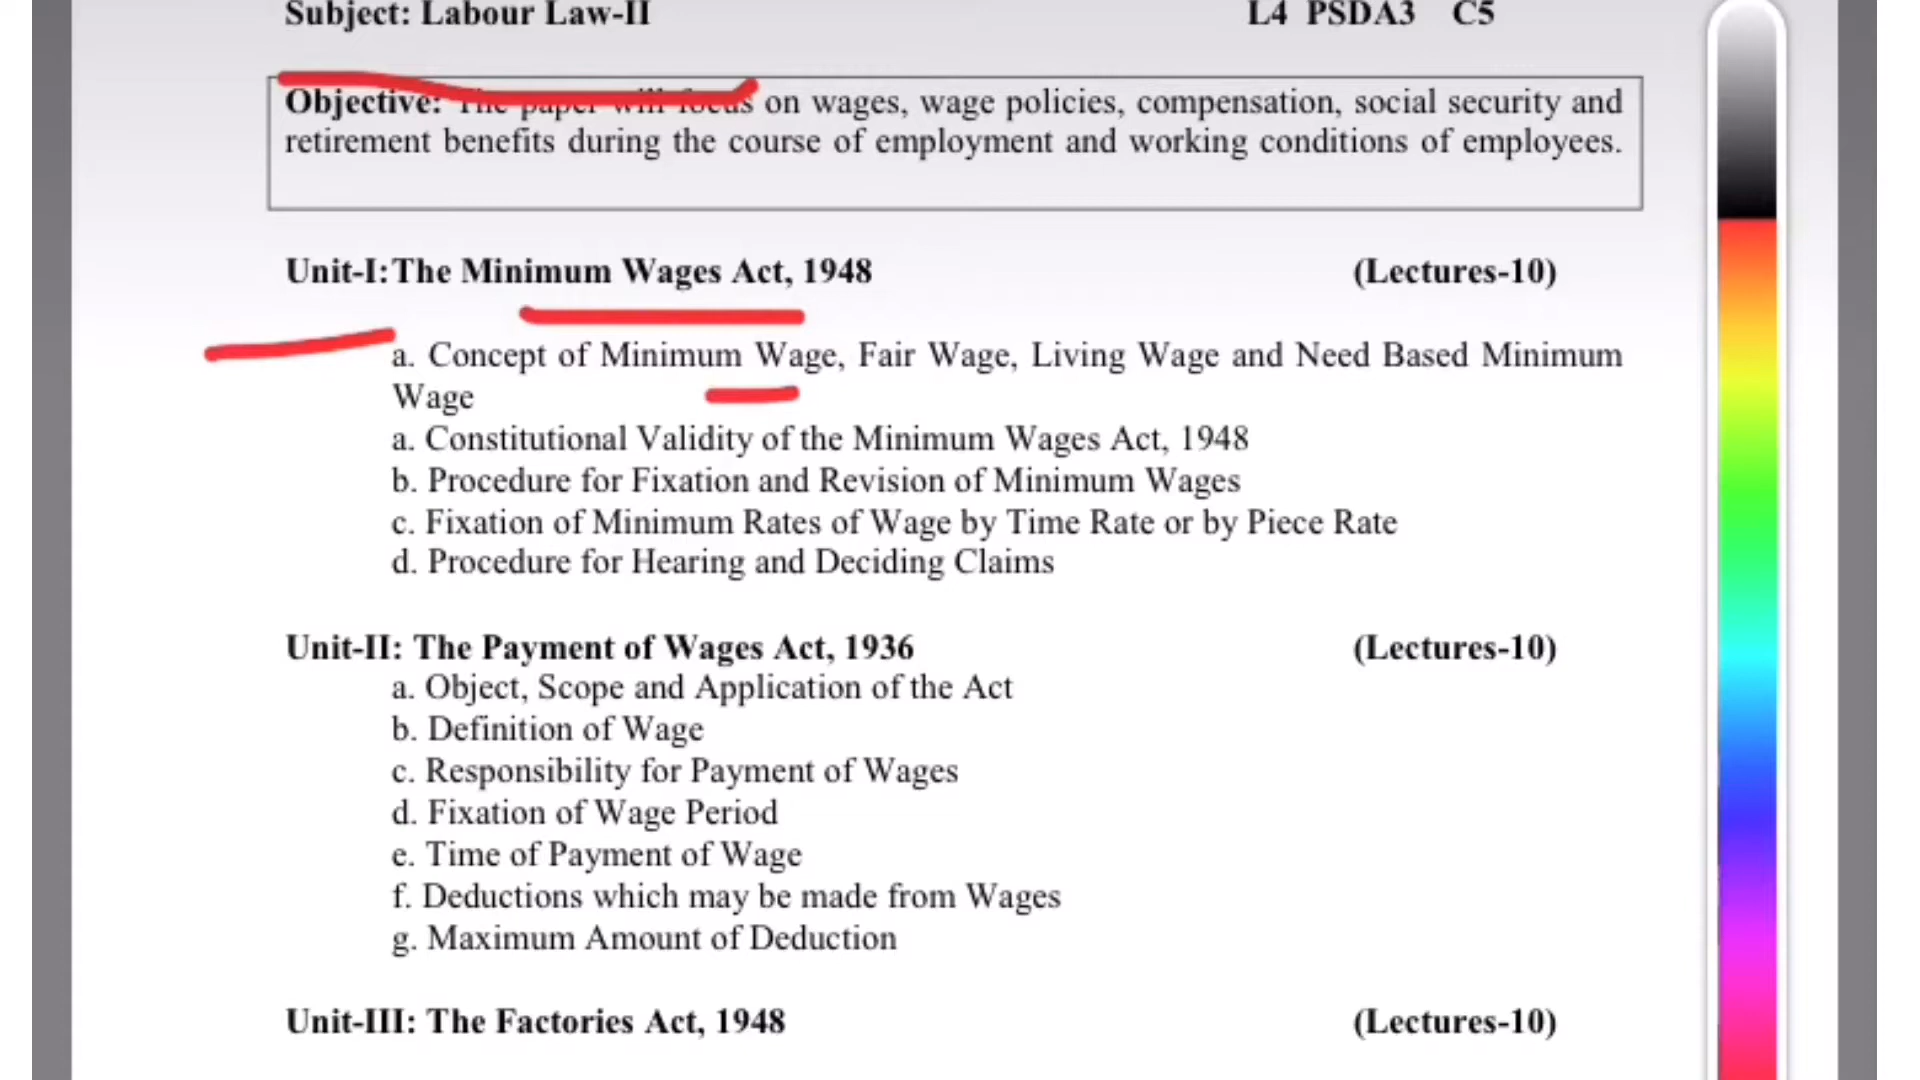 Subject: Labour Law-II L4 PSDA3 C5
Objective: The paper will focus on wages, wage policies, compensation, social security and
retirement benefits during the course of employment and working conditions of employees.
Unit-I:The Minimum Wages Act, 1948 (Lectures-10)
a. Concept of Minimum Wage, Fair Wage, Living Wage and Need Based Minimum
Wage
a. Constitutional Validity of the Minimum Wages Act, 1948
b. Procedure for Fixation and Revision of Minimum Wages
c. Fixation of Minimum Rates of Wage by Time Rate or by Piece Rate
d. Procedure for Hearing and Deciding Claims
Unit-II: The Payment of Wages Act, 1936 (Lectures-10)
a. Object, Scope and Application of the Act
b. Definition of Wage
c. Responsibility for Payment of Wages
d. Fixation of Wage Period
e. Time of Payment of Wage
f. Deductions which may be made from Wages
g. Maximum Amount of Deduction
Unit-III: The Factories Act, 1948 (Lectures-10)